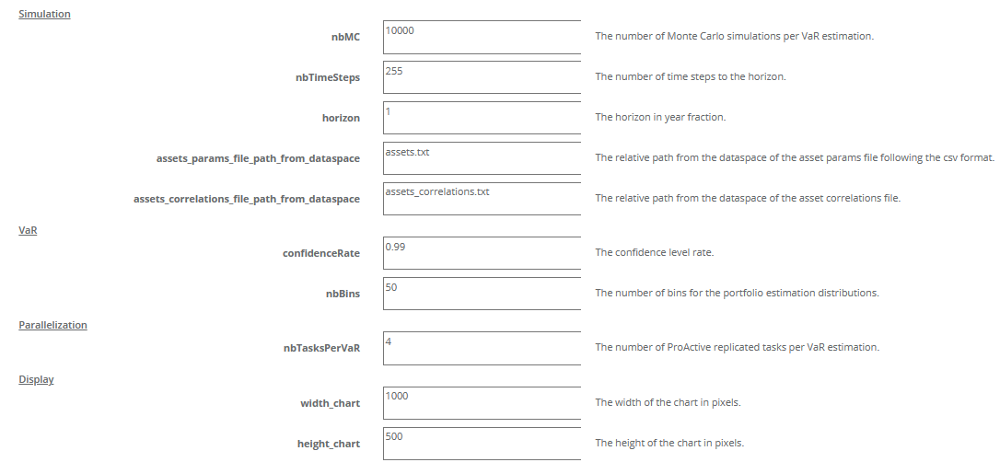 Simulation
nbMC 10000 The number of Monte Carlo simulations per VaR estimation.
nbTimeSteps 255 The number of time steps to the horizon.
horizon 1 The horizon in year fraction.
assets_params_file_path_from_dataspace assets.txt The relative path from the dataspace of the asset params file following the csv format.
assets_correlations_file_path_from_dataspace assets_correlations.txt The relative path from the dataspace of the asset correlations file.
VaR
confidenceRate 0.99 The confidence level rate.
nbBins 50 The number of bins for the portfolio estimation distributions.
Parallelization
nbTasksPerVaR 4 The number of ProActive replicated tasks per VaR estimation.
Display
width_chart 1000 The width of the chart in pixels.
height_chart 500 The height of the chart in pixels.